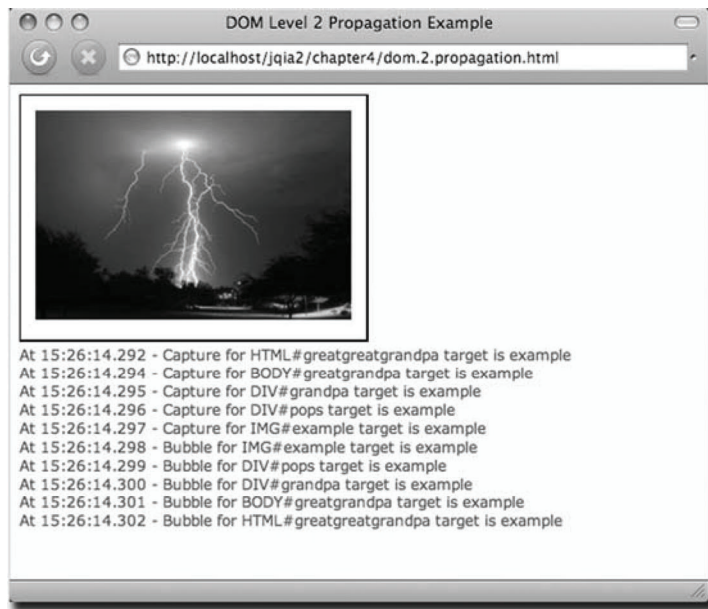 DOM Level 2 Propagation Example
http://localhost/jqia2/chapter4/dom.2.propagation.html
At 15:26:14.292 - Capture for HTML#greatgreatgrandpa target is example
At 15:26:14.294 - Capture for BODY#greatgrandpa target is example
At 15:26:14.295 - Capture for DIV#grandpa target is example
At 15:26:14.296 - Capture for DIV#pops target is example
At 15:26:14.297 - Capture for IMG#example target is example
At 15:26:14.298 - Bubble for IMG#example target is example
At 15:26:14.299 - Bubble for DIV#pops target is example
At 15:26:14.300 - Bubble for DIV#grandpa target is example
At 15:26:14.301 - Bubble for BODY#greatgrandpa target is example
At 15:26:14.302 - Bubble for HTML#greatgreatgrandpa target is example